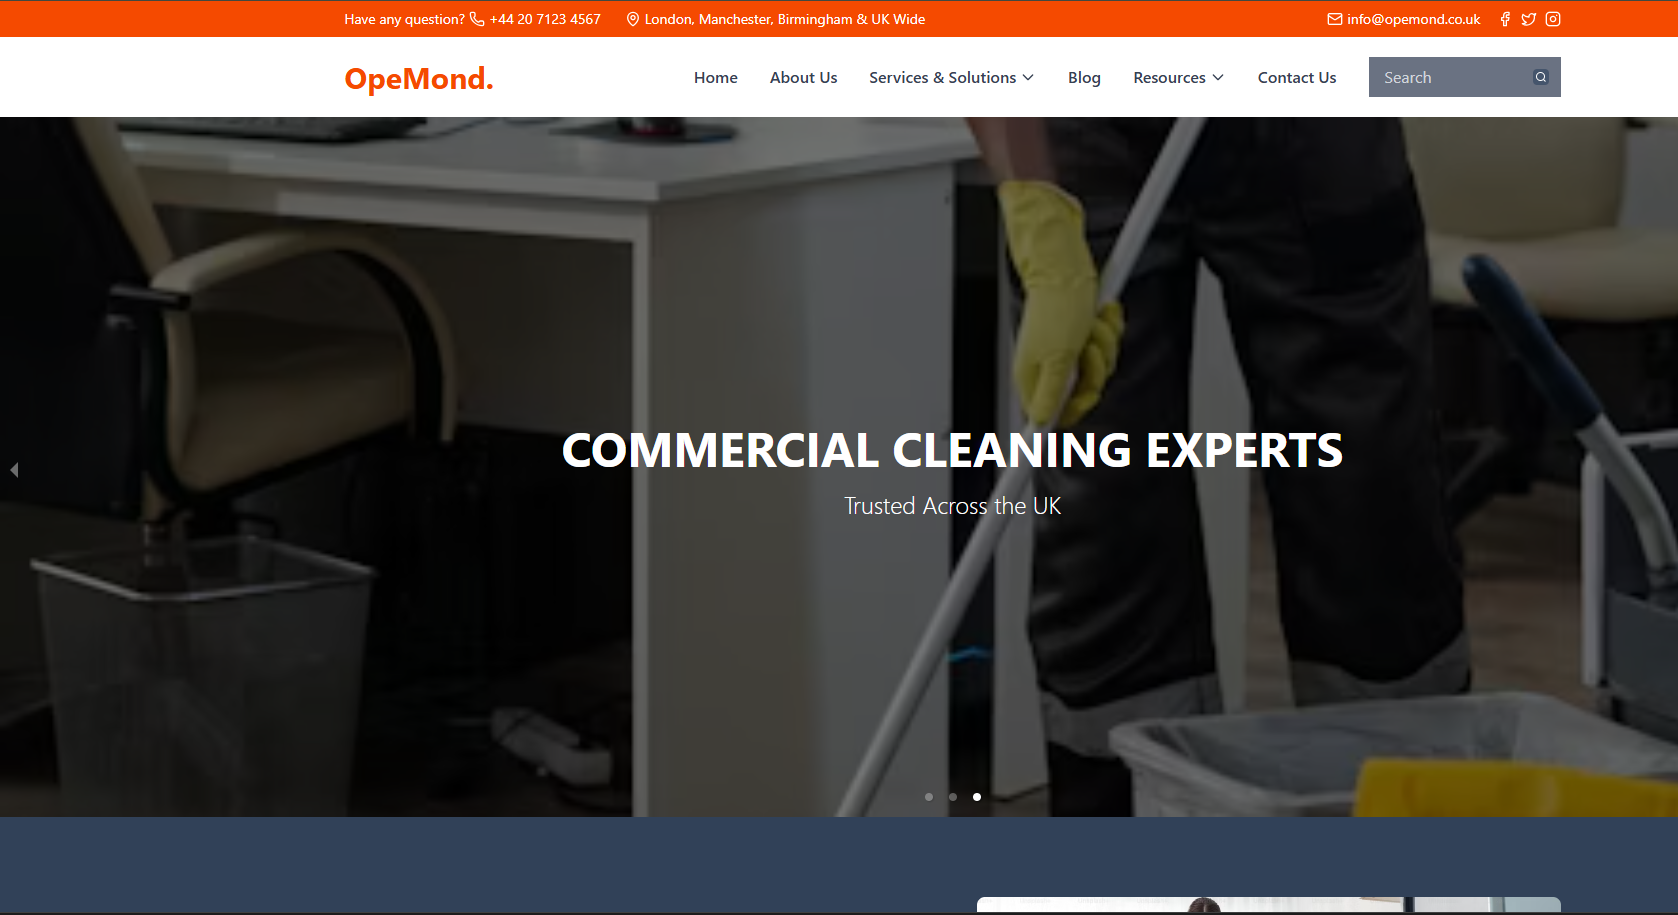 Have any question? +44 20 7123 4567 London, Manchester, Birmingham & UK Wide info@opemond.co.uk
OpeMond. Home About Us Services & Solutions Blog Resources Contact Us Search
COMMERCIAL CLEANING EXPERTS
Trusted Across the UK